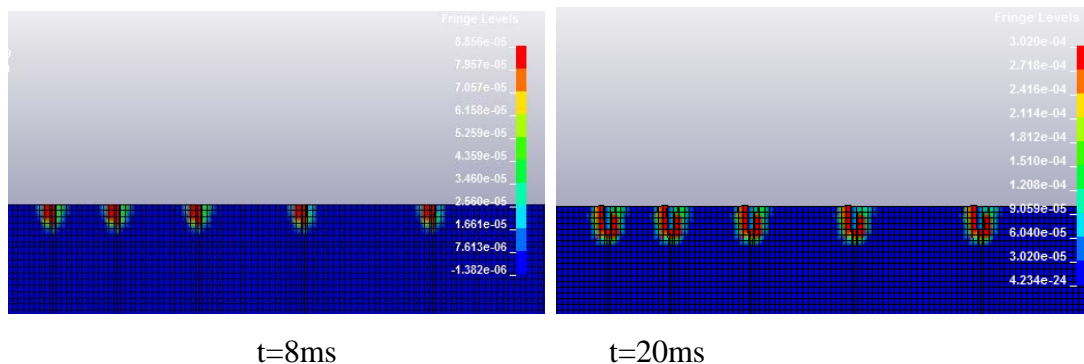 Fringe Levels
8.856e-05
7.957e-05
7.057e-05
6.158e-05
5.259e-05
4.359e-05
3.460e-05
2.560e-05
1.661e-05
7.613e-06
-1.382e-06
Fringe Levels
3.020e-04
2.718e-04
2.416e-04
2.114e-04
1.812e-04
1.510e-04
1.208e-04
9.059e-05
6.040e-05
3.020e-05
4.234e-24
t=8ms
t=20ms